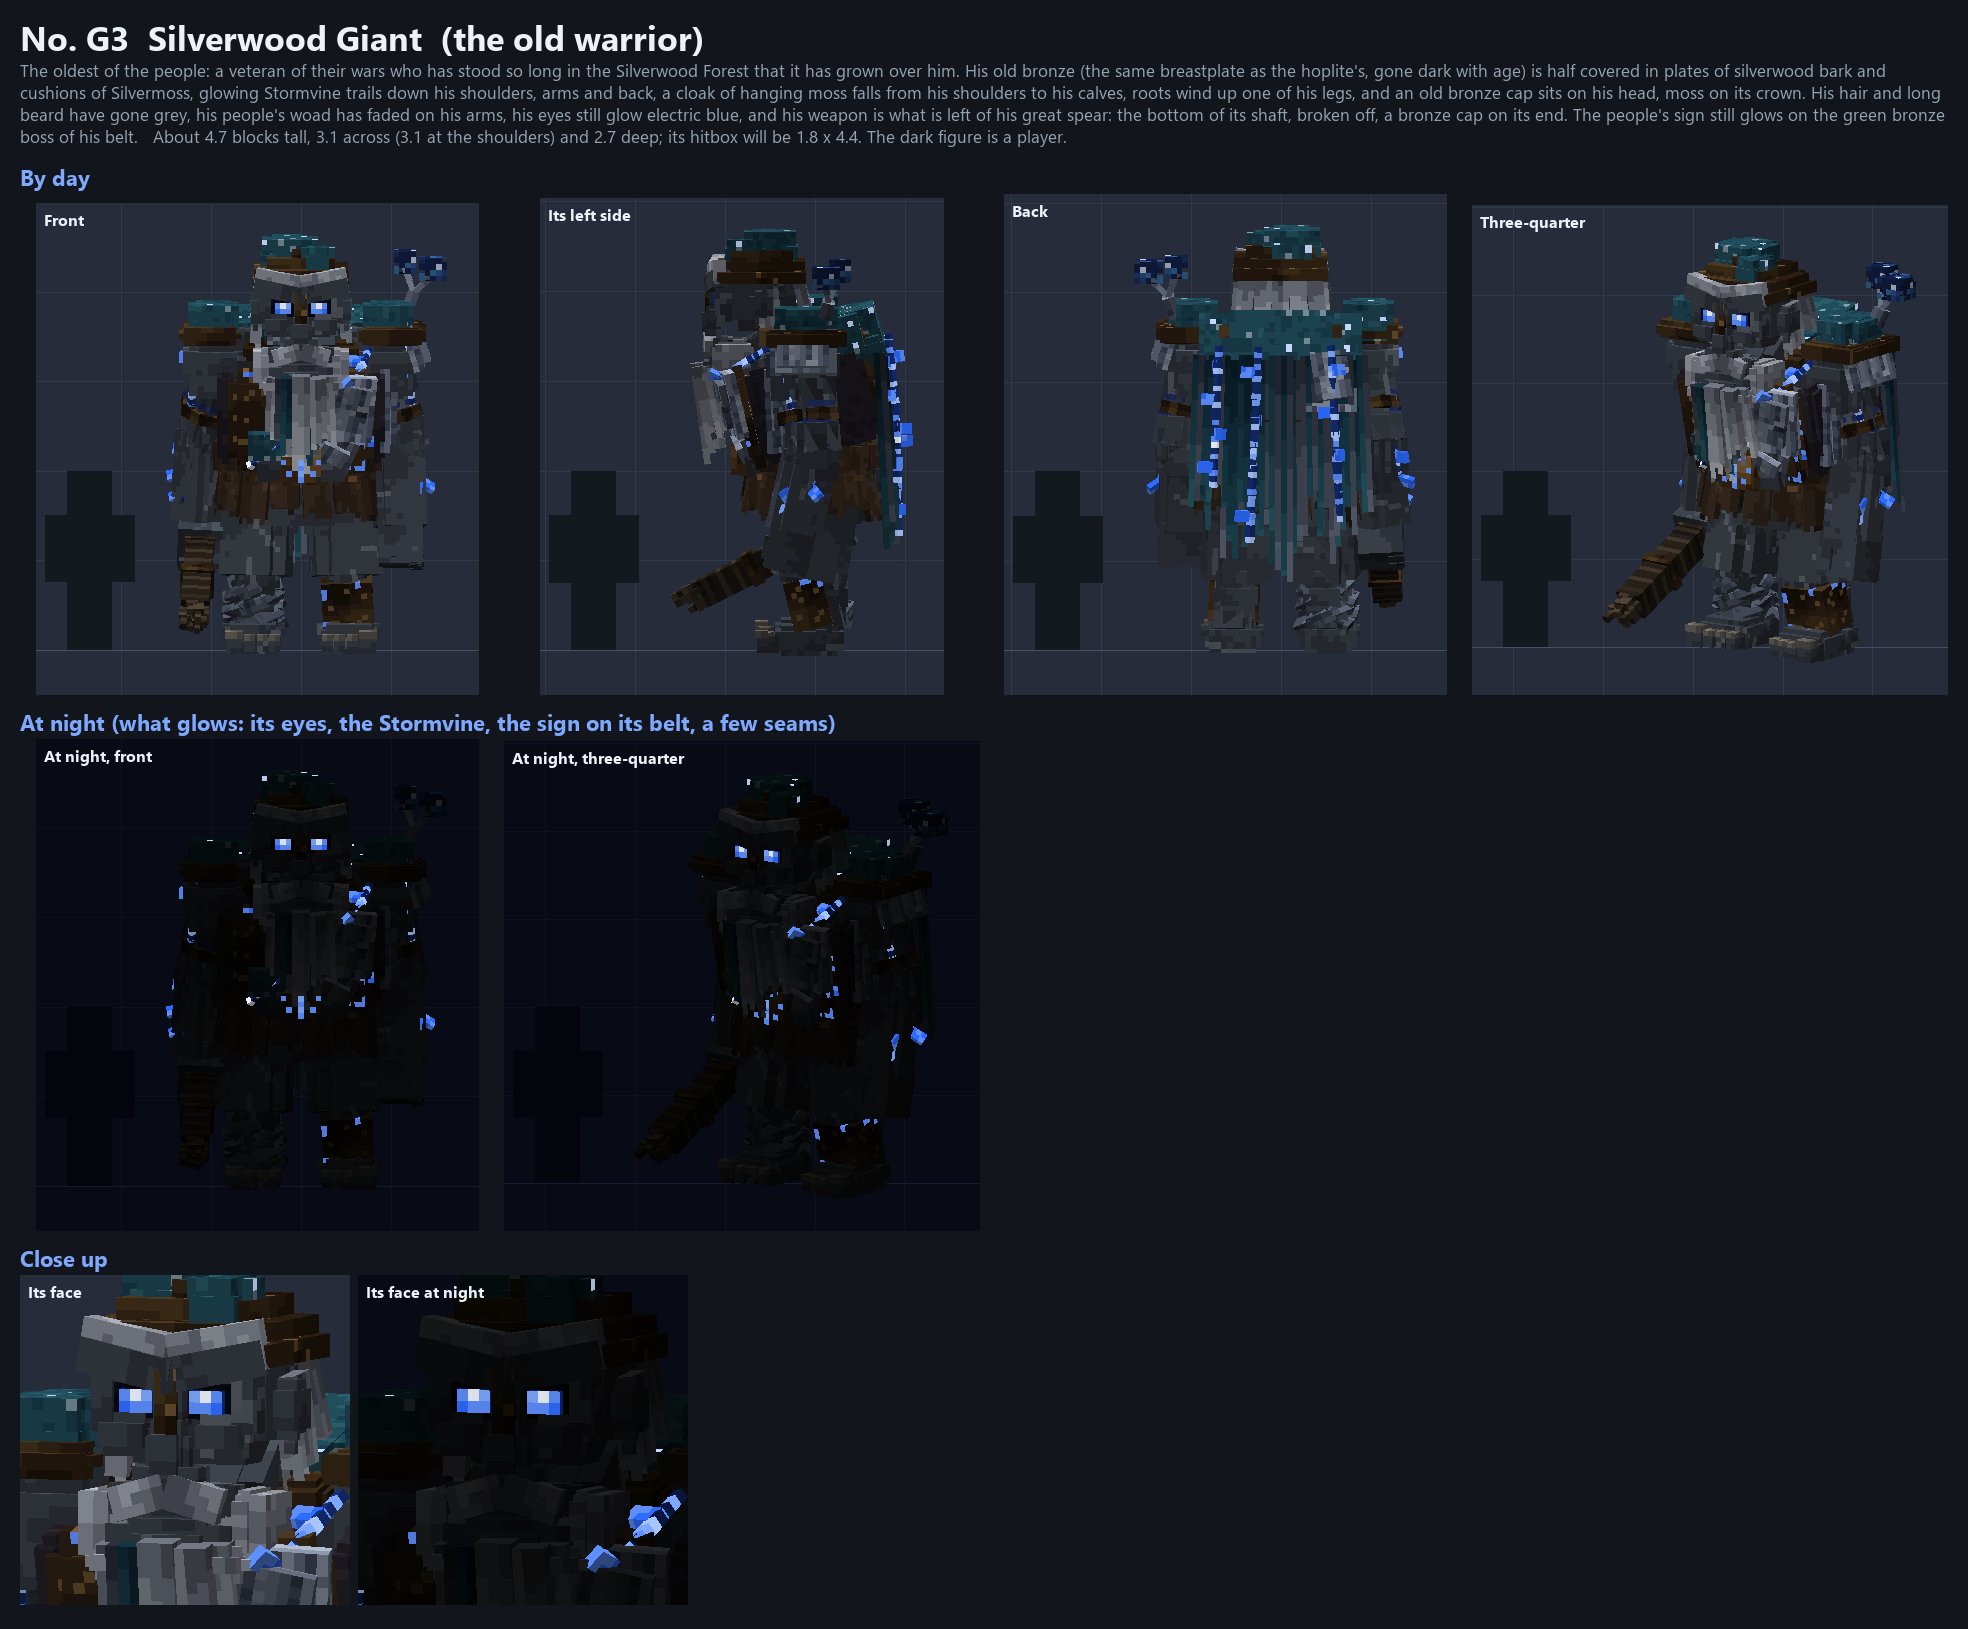 No. G3  Silverwood Giant  (the old warrior)
The oldest of the people: a veteran of their wars who has stood so long in the Silverwood Forest that it has grown over him. His old bronze (the same breastplate as the hoplite's, gone dark with age) is half covered in plates of silverwood bark and
cushions of Silvermoss, glowing Stormvine trails down his shoulders, arms and back, a cloak of hanging moss falls from his shoulders to his calves, roots wind up one of his legs, and an old bronze cap sits on his head, moss on its crown. His hair and long
beard have gone grey, his people's woad has faded on his arms, his eyes still glow electric blue, and his weapon is what is left of his great spear: the bottom of its shaft, broken off, a bronze cap on its end. The people's sign still glows on the green bronze
boss of his belt.   About 4.7 blocks tall, 3.1 across (3.1 at the shoulders) and 2.7 deep; its hitbox will be 1.8 x 4.4. The dark figure is a player.
By day
Front
Its left side
Back
Three-quarter
At night (what glows: its eyes, the Stormvine, the sign on its belt, a few seams)
At night, front
At night, three-quarter
Close up
Its face
Its face at night